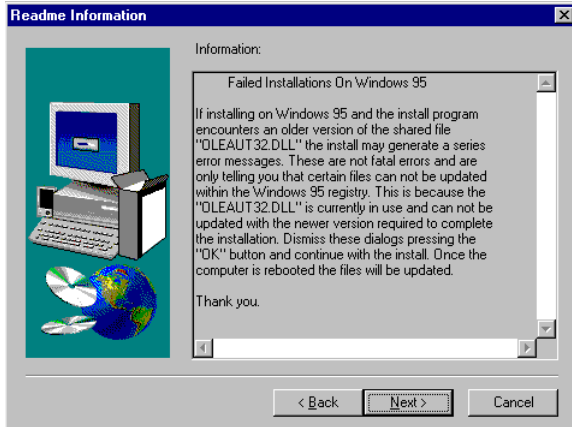 Readme Information
Information:
Failed Installations On Windows 95
If installing on Windows 95 and the install program
encounters an older version of the shared file
"OLEAUT32.DLL" the install may generate a series
error messages. These are not fatal errors and are
only telling you that certain files can not be updated
within the Windows 95 registry. This is because the
"OLEAUT32.DLL" is currently in use and can not be
updated with the newer version required to complete
the installation. Dismiss these dialogs pressing the
"OK" button and continue with the install. Once the
computer is rebooted the files will be updated.
Thank you.
< Back
Next >
Cancel